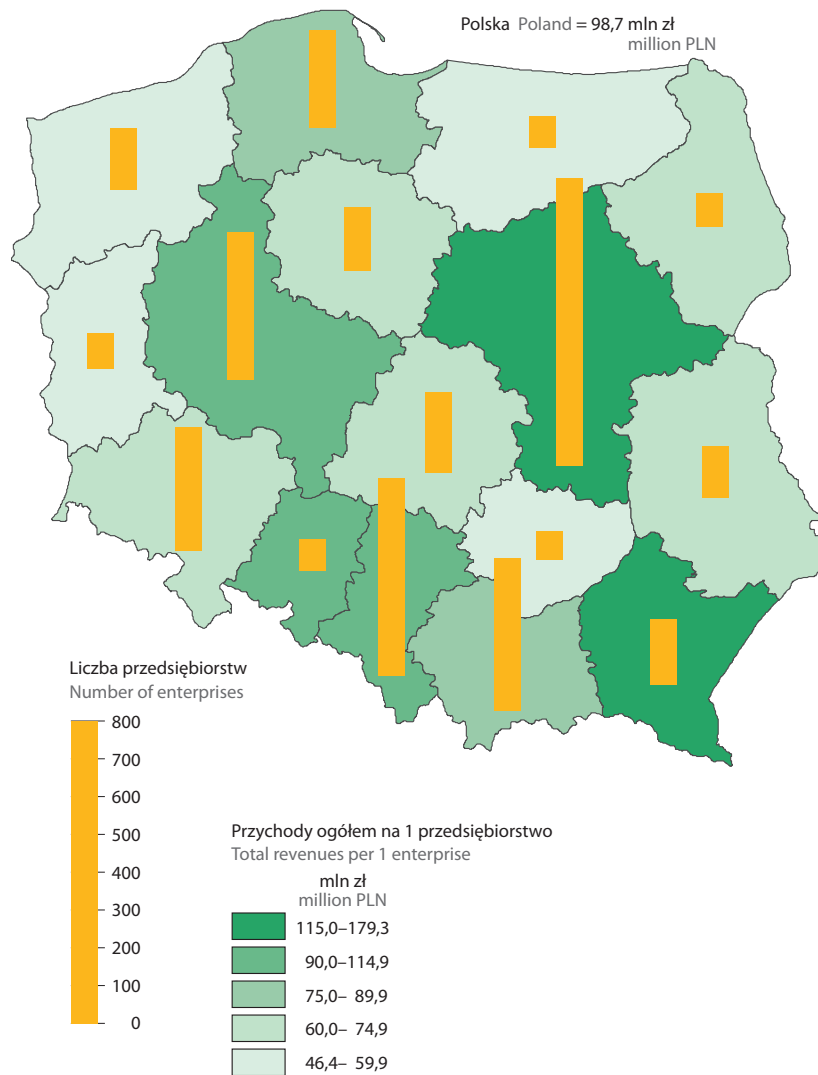 Polska Poland = 98,7 mln zł
million PLN
Liczba przedsiębiorstw
Number of enterprises
800
700
600
500
400
300
200
100
0
Przychody ogółem na 1 przedsiębiorstwo
Total revenues per 1 enterprise
mln zł
million PLN
115,0–179,3
90,0–114,9
75,0– 89,9
60,0– 74,9
46,4– 59,9